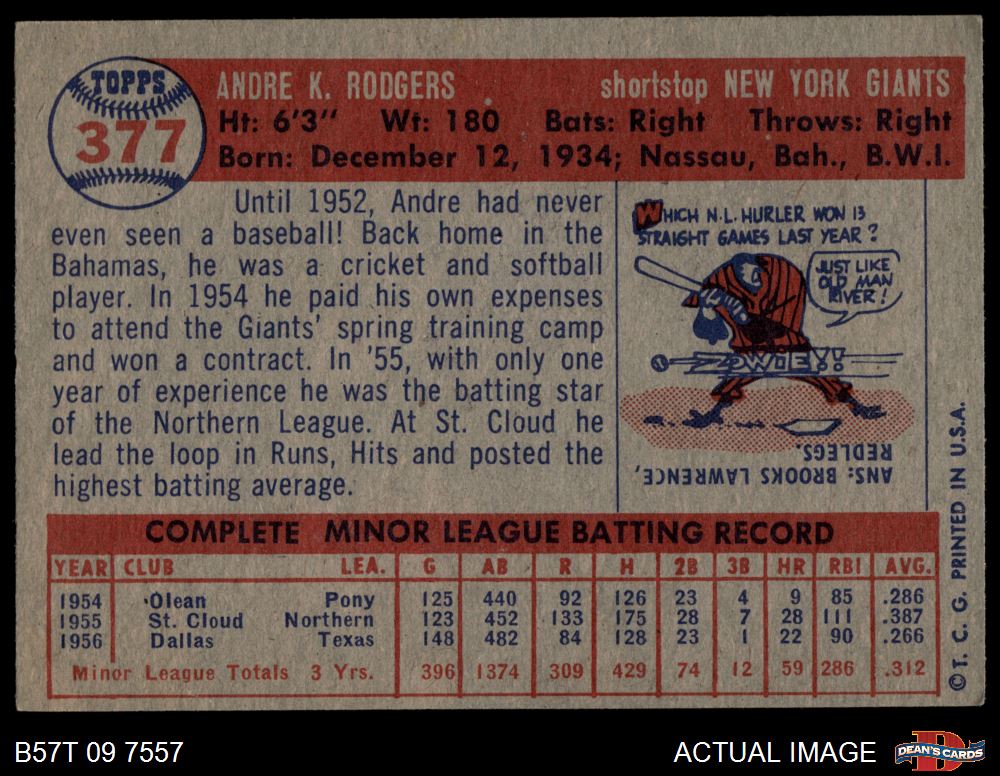 TOPPS
377
ANDRE K. RODGERS shortstop NEW YORK GIANTS
Ht: 6'3" Wt: 180 Bats: Right Throws: Right
Born: December 12, 1934; Nassau, Bah., B.W.I.
Until 1952, Andre had never
even seen a baseball! Back home in the
Bahamas, he was a cricket and softball
player. In 1954 he paid his own expenses
to attend the Giants' spring training camp
and won a contract. In '55, with only one
year of experience he was the batting star
of the Northern League. At St. Cloud he
lead the loop in Runs, Hits and posted the
highest batting average.
WHICH N.L. HURLER WON 13
STRAIGHT GAMES LAST YEAR?
JUST LIKE
OLD MAN
RIVER!
ZOWIE!!
ANS: BROOKS LAWRENCE,
REDLEGS.
COMPLETE MINOR LEAGUE BATTING RECORD
YEAR CLUB LEA. G AB R H 2B 3B HR RBI AVG.
1954 Olean Pony 125 440 92 126 23 4 9 85 .286
1955 St. Cloud Northern 123 452 133 175 28 7 28 111 .387
1956 Dallas Texas 148 482 84 128 23 1 22 90 .266
Minor League Totals 3 Yrs. 396 1374 309 429 74 12 59 286 .312
© T. C. G. PRINTED IN U.S.A.
B57T 09 7557
ACTUAL IMAGE
D
DEAN'S CARDS